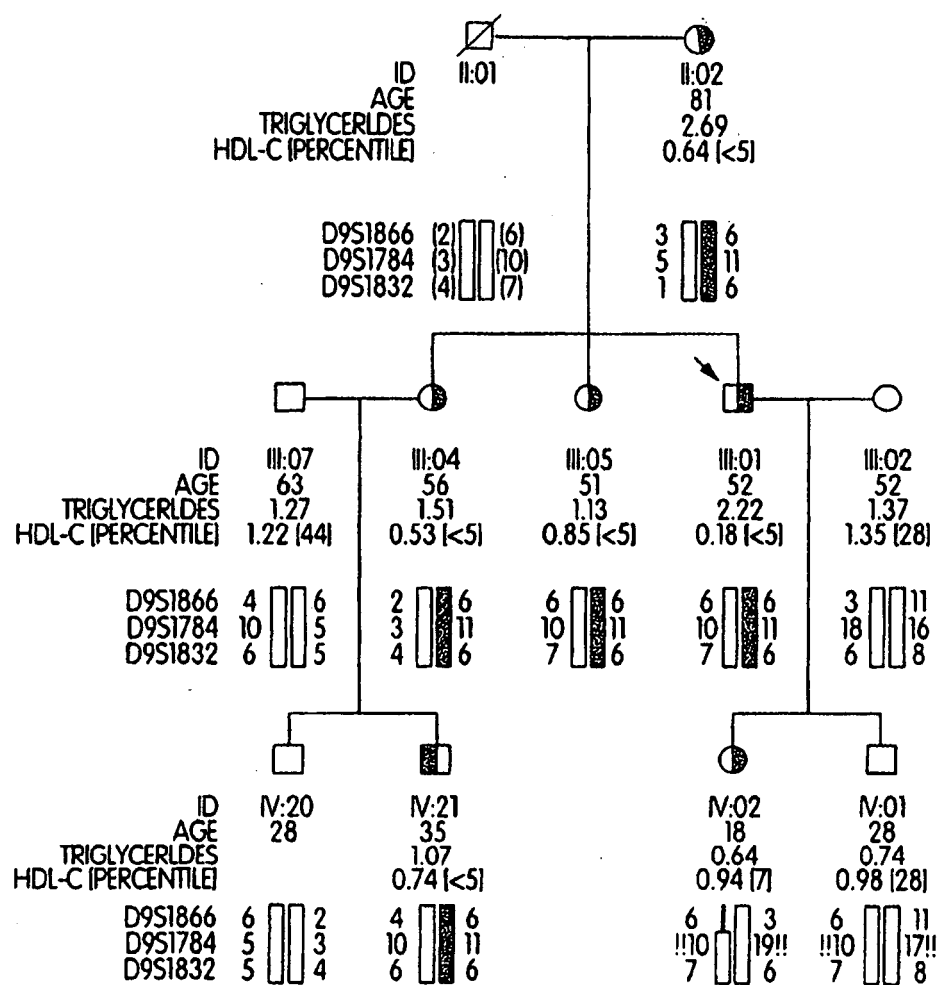 ID II:01 II:02
AGE 81
TRIGLYCERLDES 2.69
HDL-C [PERCENTILE] 0.64 [<5]
D9S1866 (2) (6) 3 6
D9S1784 (3) (10) 5 11
D9S1832 (4) (7) 1 6
ID III:07 III:04 III:05 III:01 III:02
AGE 63 56 51 52 52
TRIGLYCERLDES 1.27 1.51 1.13 2.22 1.37
HDL-C [PERCENTILE] 1.22 [44] 0.53 [<5] 0.85 [<5] 0.18 [<5] 1.35 [28]
D9S1866 4 6 2 6 6 6 6 6 3 11
D9S1784 10 5 3 11 10 11 10 11 18 16
D9S1832 6 5 4 6 7 6 7 6 6 8
ID IV:20 IV:21 IV:02 IV:01
AGE 28 35 18 28
TRIGLYCERLDES 1.07 0.64 0.74
HDL-C [PERCENTILE] 0.74 [<5] 0.94 [7] 0.98 [28]
D9S1866 6 2 4 6 6 3 6 11
D9S1784 5 3 10 11 !!10 19!! !!10 17!!
D9S1832 5 4 6 6 7 6 7 8